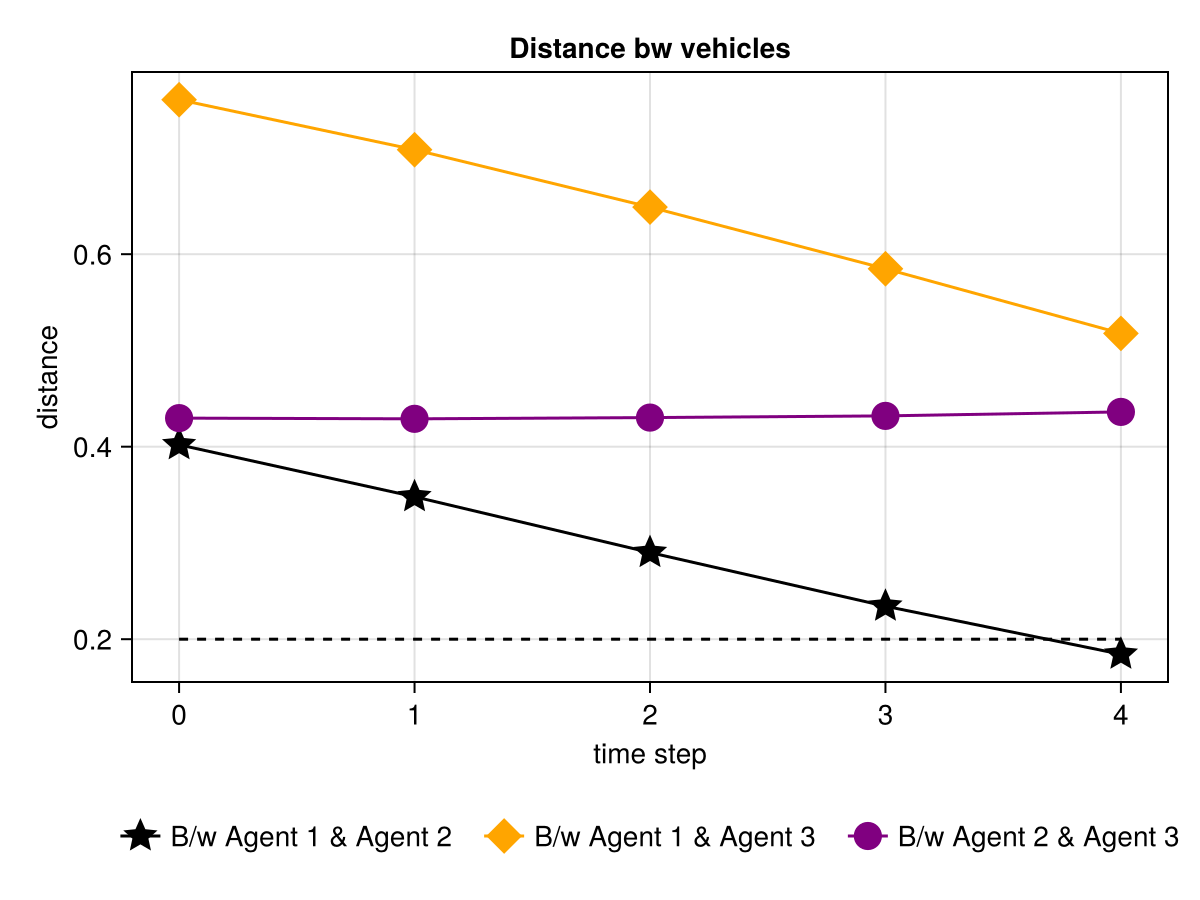 Distance bw vehicles
distance
0.6
0.4
0.2
0 1 2 3 4
time step
B/w Agent 1 & Agent 2 B/w Agent 1 & Agent 3 B/w Agent 2 & Agent 3